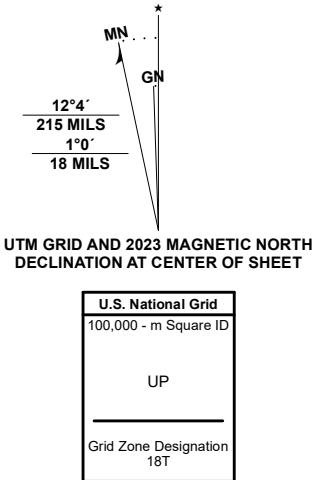 ★
MN
GN
12°4´
215 MILS
1°0´
18 MILS
UTM GRID AND 2023 MAGNETIC NORTH
DECLINATION AT CENTER OF SHEET
U.S. National Grid
100,000 - m Square ID
UP
Grid Zone Designation
18T